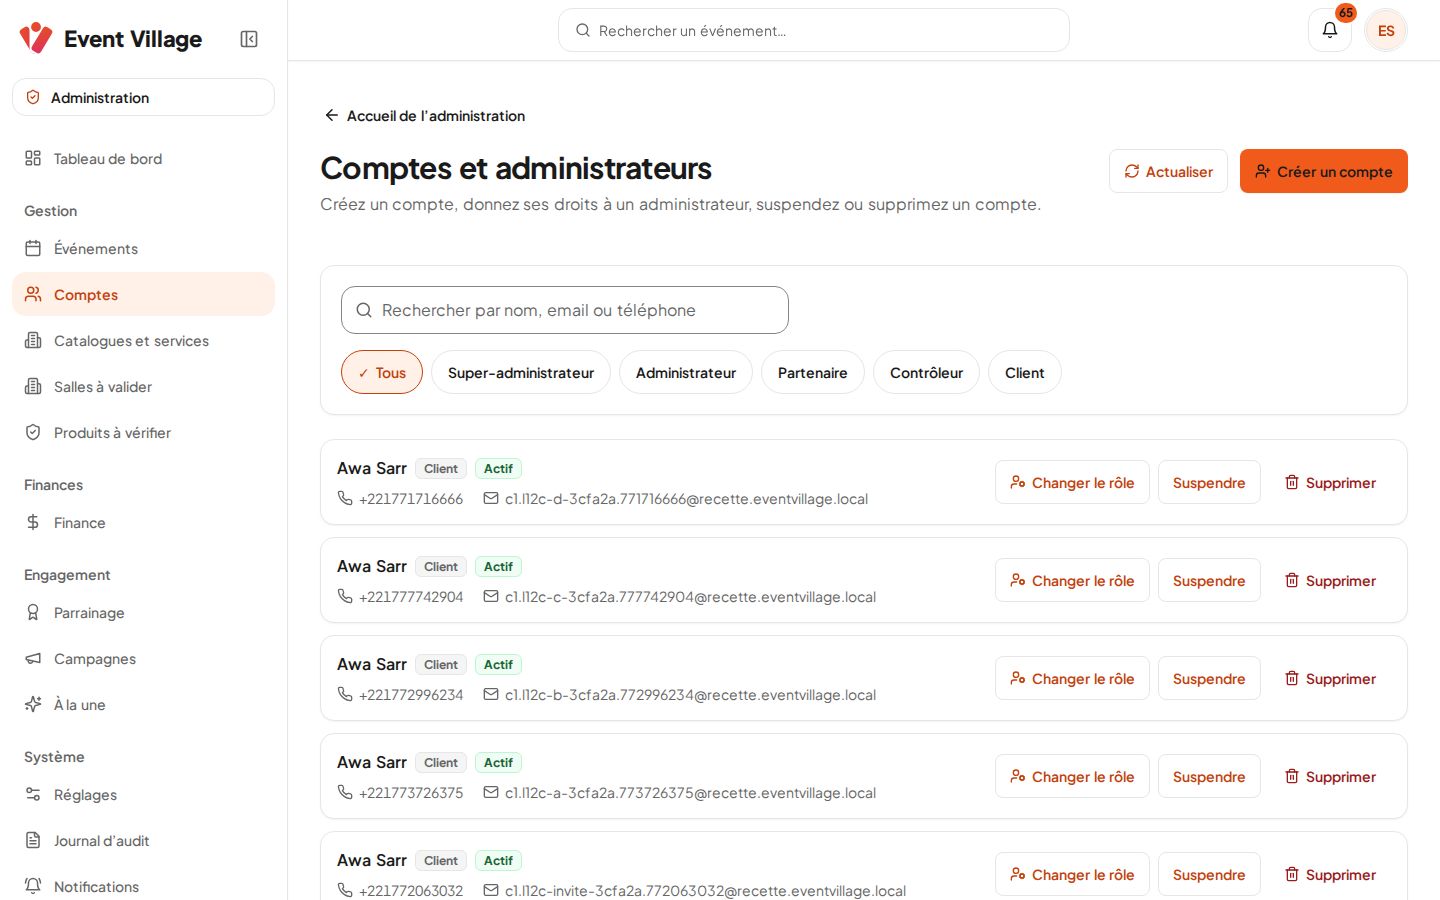 Event Village
Rechercher un événement...
65
ES
Administration
Tableau de bord
Gestion
Événements
Comptes
Catalogues et services
Salles à valider
Produits à vérifier
Finances
Finance
Engagement
Parrainage
Campagnes
À la une
Système
Réglages
Journal d’audit
Notifications
Accueil de l’administration
Comptes et administrateurs
Créez un compte, donnez ses droits à un administrateur, suspendez ou supprimez un compte.
Actualiser
Créer un compte
Rechercher par nom, email ou téléphone
✓ Tous Super-administrateur Administrateur Partenaire Contrôleur Client
Awa Sarr Client Actif
+221771716666 c1.l12c-d-3cfa2a.771716666@recette.eventvillage.local
Changer le rôle Suspendre Supprimer
Awa Sarr Client Actif
+221777742904 c1.l12c-c-3cfa2a.777742904@recette.eventvillage.local
Changer le rôle Suspendre Supprimer
Awa Sarr Client Actif
+221772996234 c1.l12c-b-3cfa2a.772996234@recette.eventvillage.local
Changer le rôle Suspendre Supprimer
Awa Sarr Client Actif
+221773726375 c1.l12c-a-3cfa2a.773726375@recette.eventvillage.local
Changer le rôle Suspendre Supprimer
Awa Sarr Client Actif
+221772063032 c1.l12c-invite-3cfa2a.772063032@recette.eventvillage.local
Changer le rôle Suspendre Supprimer